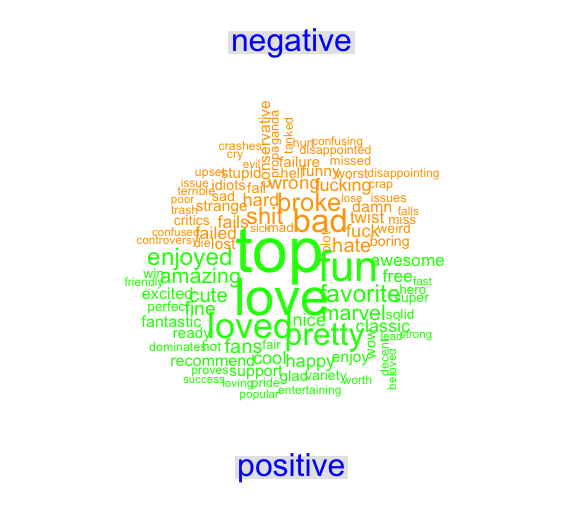 negative
conservative
propaganda
tanked
crashes
hurt
confusing
cry
disappointed
evil
failure
missed
upset
stupid
hell
funny
worst
disappointing
issue
idiots
fall
wrong
fucking
crap
terrible
sad
hard
broke
lose
issues
poor
strange
shit
bad
damn
trash
falls
critics
fails
twist
miss
confused
failed
sick
mad
fuck
weird
controversy
die
lost
plot
hate
boring
top
enjoyed
fun
awesome
win
amazing
free
fast
friendly
love
favorite
hero
excited
cute
super
perfect
fine
marvel
solid
fantastic
loved
nice
classic
ready
pretty
lead
strong
dominates
hot
fans
fair
wow
decent
recommend
cool
happy
enjoy
beloved
proves
support
glad
variety
worth
success
loving
pride
popular
entertaining
positive